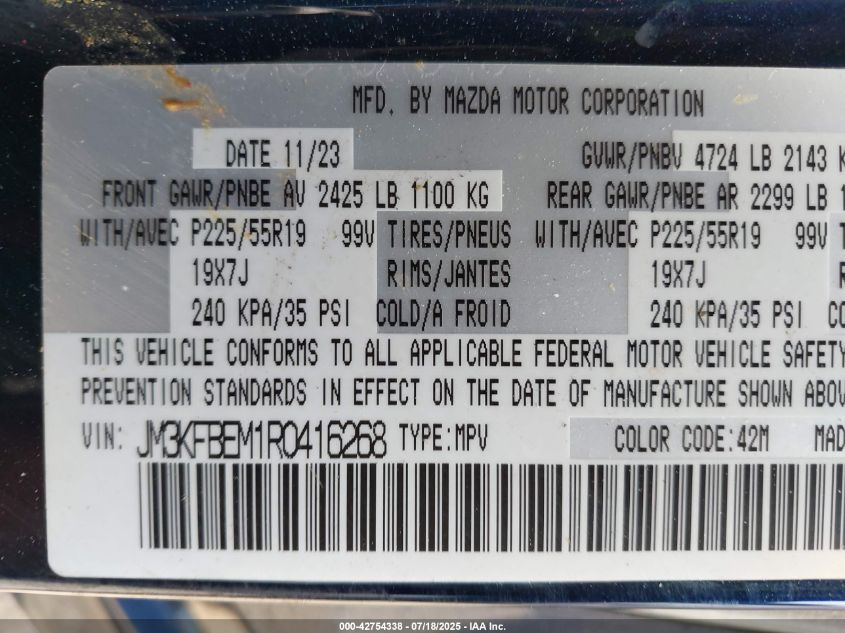 MFD. BY MAZDA MOTOR CORPORATION
DATE 11/23 GVWR/PNBV 4724 LB 2143 K
FRONT GAWR/PNBE AV 2425 LB 1100 KG REAR GAWR/PNBE AR 2299 LB 1
WITH/AVEC P225/55R19 99V TIRES/PNEUS WITH/AVEC P225/55R19 99V T
19X7J RIMS/JANTES 19X7J R
240 KPA/35 PSI COLD/A FROID 240 KPA/35 PSI CO
THIS VEHICLE CONFORMS TO ALL APPLICABLE FEDERAL MOTOR VEHICLE SAFETY
PREVENTION STANDARDS IN EFFECT ON THE DATE OF MANUFACTURE SHOWN ABOV
VIN: JM3KFBEM1R0416268 TYPE:MPV COLOR CODE:42M MAD
000-42754338 - 07/18/2025 - IAA Inc.